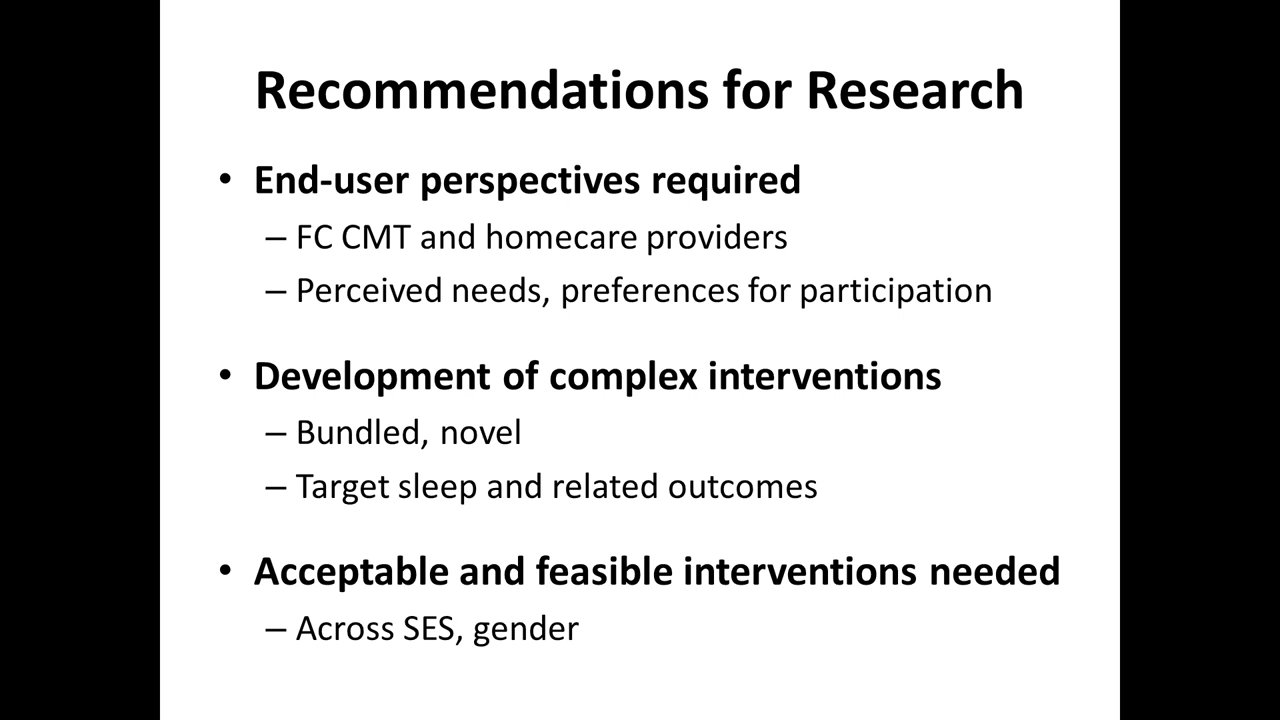 Recommendations for Research
• End-user perspectives required
– FC CMT and homecare providers
– Perceived needs, preferences for participation
• Development of complex interventions
– Bundled, novel
– Target sleep and related outcomes
• Acceptable and feasible interventions needed
– Across SES, gender